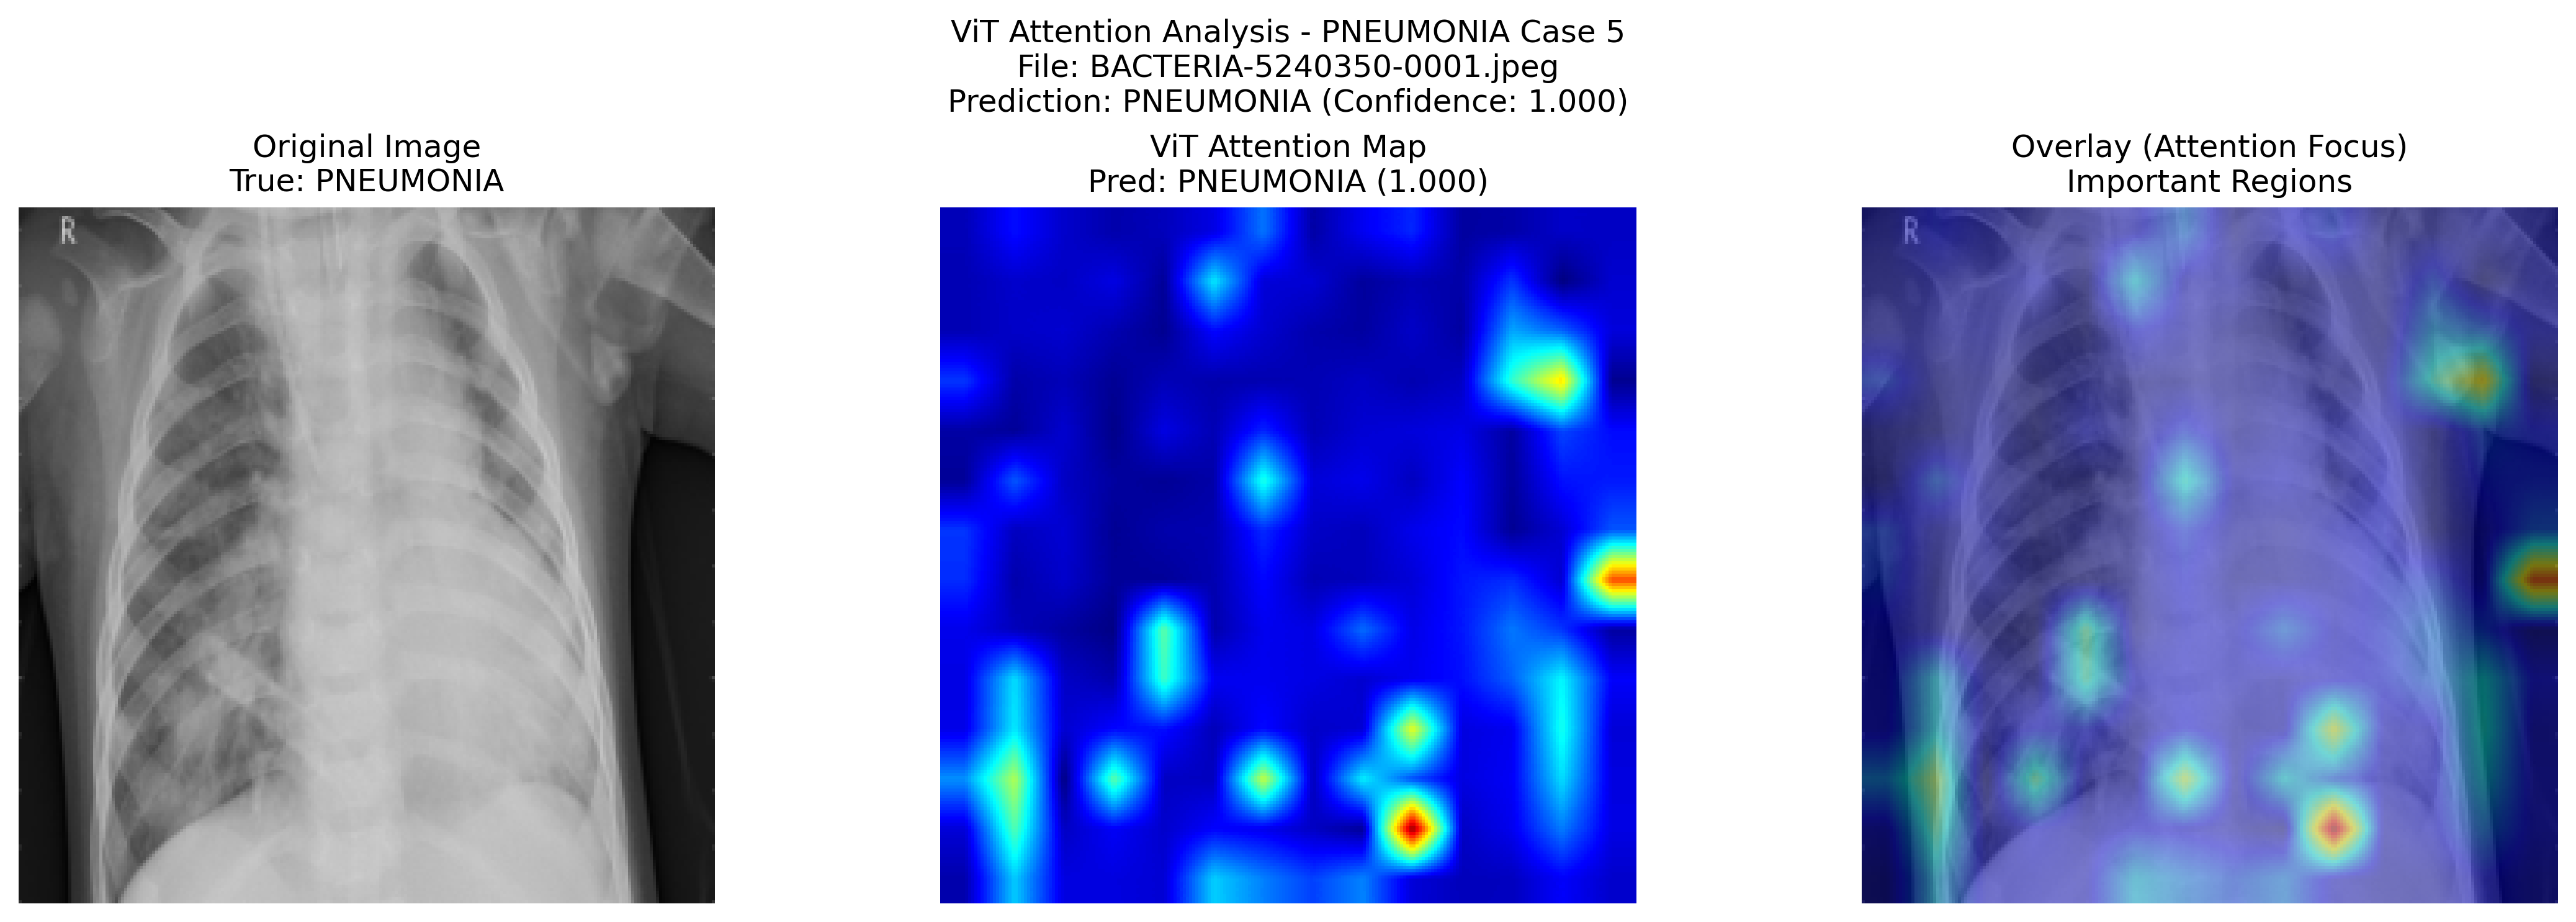 ViT Attention Analysis - PNEUMONIA Case 5
File: BACTERIA-5240350-0001.jpeg
Prediction: PNEUMONIA (Confidence: 1.000)
Original Image
True: PNEUMONIA
ViT Attention Map
Pred: PNEUMONIA (1.000)
Overlay (Attention Focus)
Important Regions
R
R